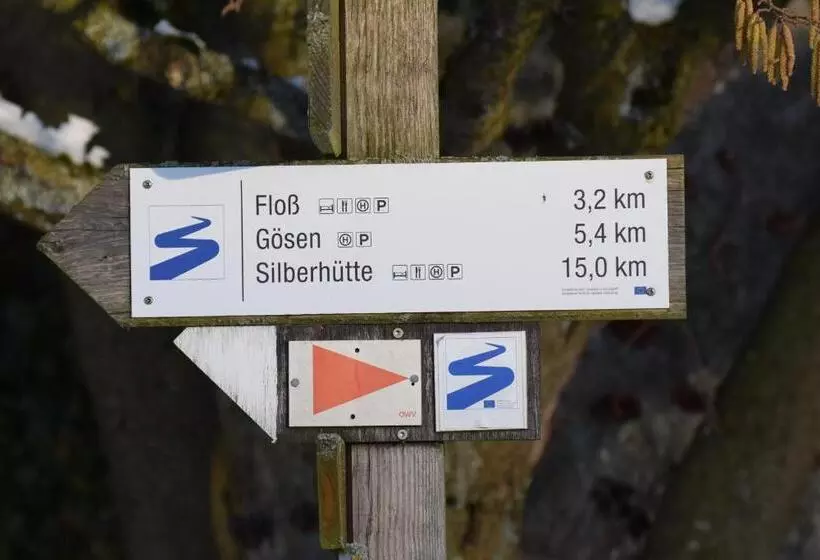 Floß H P 3,2 km
Gösen H P 5,4 km
Silberhütte H P 15,0 km
OWV